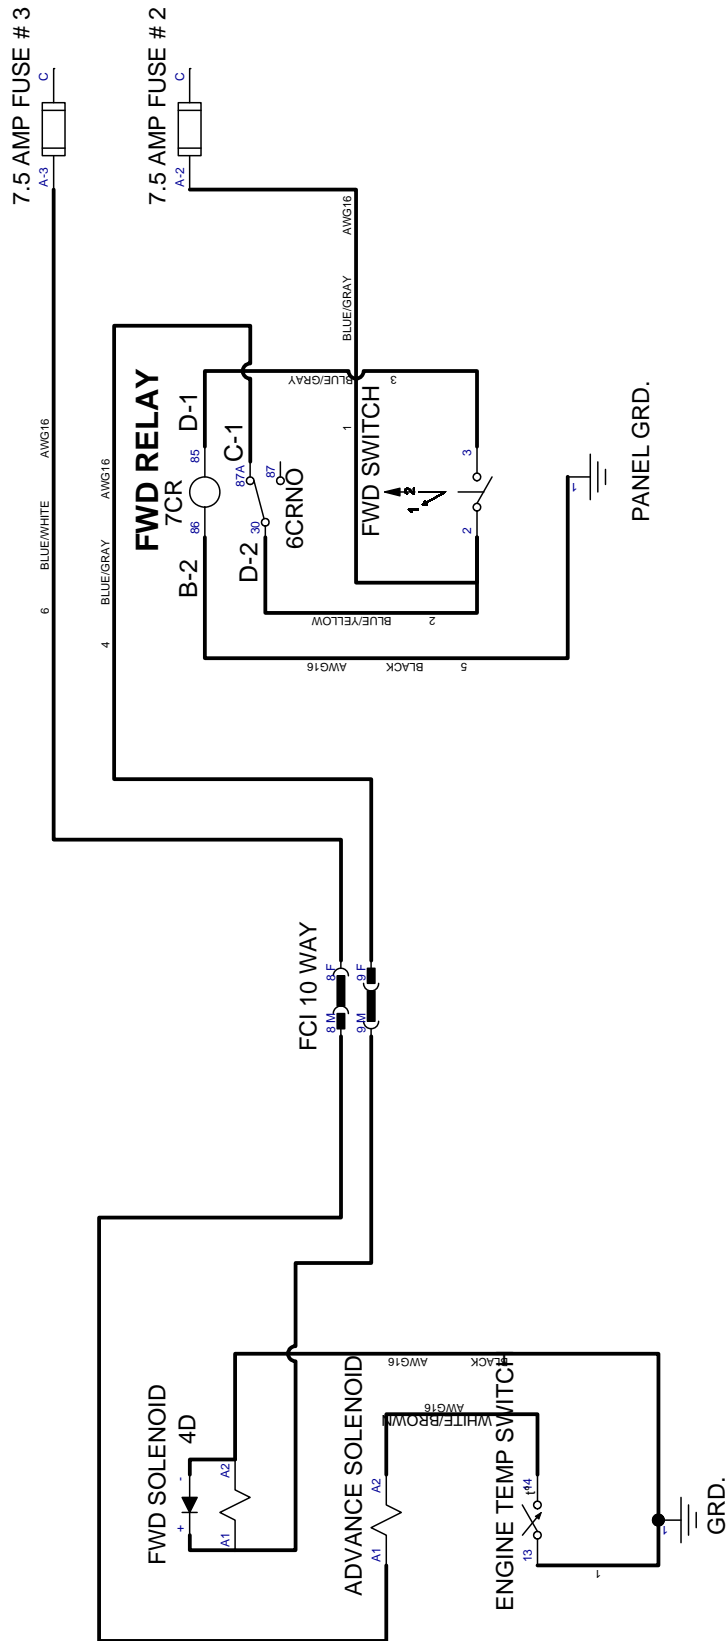 7.5 AMP FUSE # 3
C
A-3
7.5 AMP FUSE # 2
C
A-2
AWG16
BLUE/WHITE
6
AWG16
BLUE/GRAY
4
AWG16
BLUE/GRAY
1
FWD RELAY
7CR
D-1
85
86
B-2
C-1
87A
87
30
D-2
6CRNO
BLUE/GRAY
3
FWD SWITCH
1
2
3
2
BLUE/YELLOW
2
AWG16
BLACK
5
1
PANEL GRD.
FCI 10 WAY
8 F
8 M
9 F
9 M
FWD SOLENOID
4D
-
+
A2
A1
ADVANCE SOLENOID
A2
A1
AWG16
BLACK
AWG16
WHITE/BROWN
ENGINE TEMP SWITCH
14
t°
13
1
1
GRD.